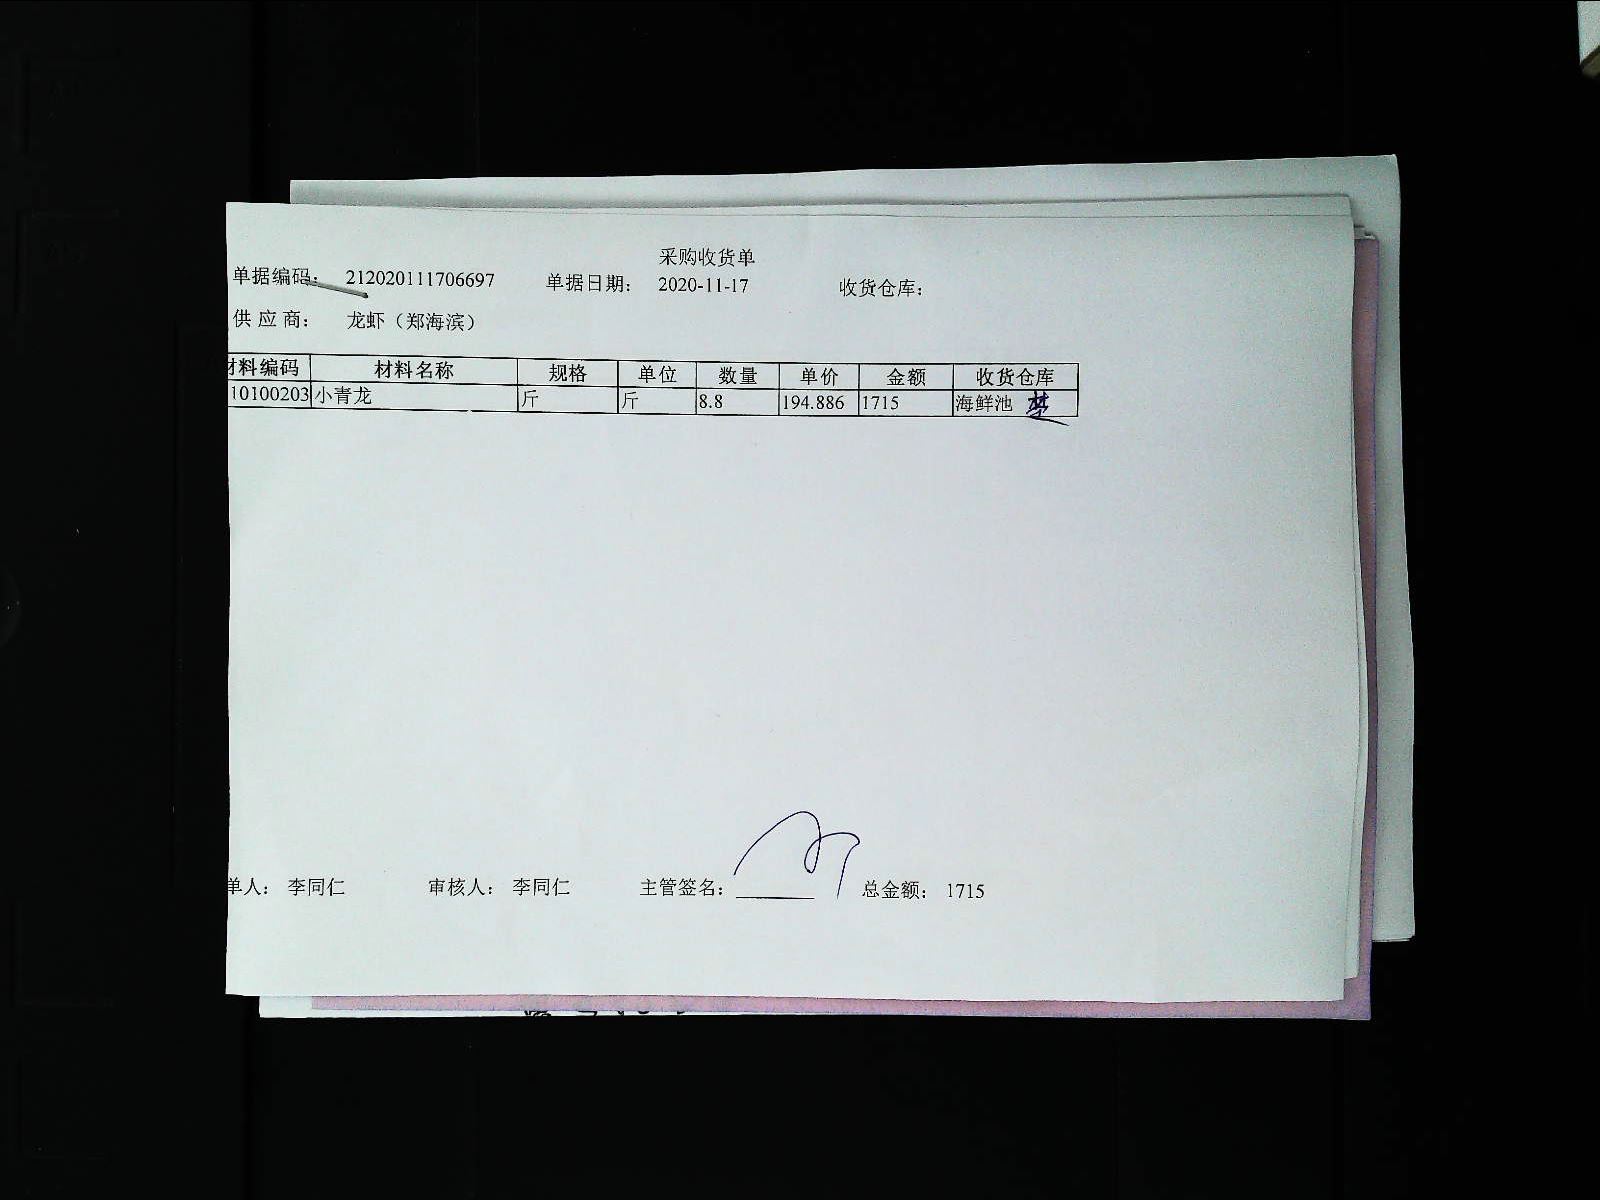 采购收货单
单据编码： 212020111706697 单据日期： 2020-11-17 收货仓库：
供应商： 龙虾（郑海滨）
材料编码 材料名称 规格 单位 数量 单价 金额 收货仓库
10100203 小青龙 斤 斤 8.8 194.886 1715 海鲜池
单人： 李同仁 审核人： 李同仁 主管签名： 总金额： 1715